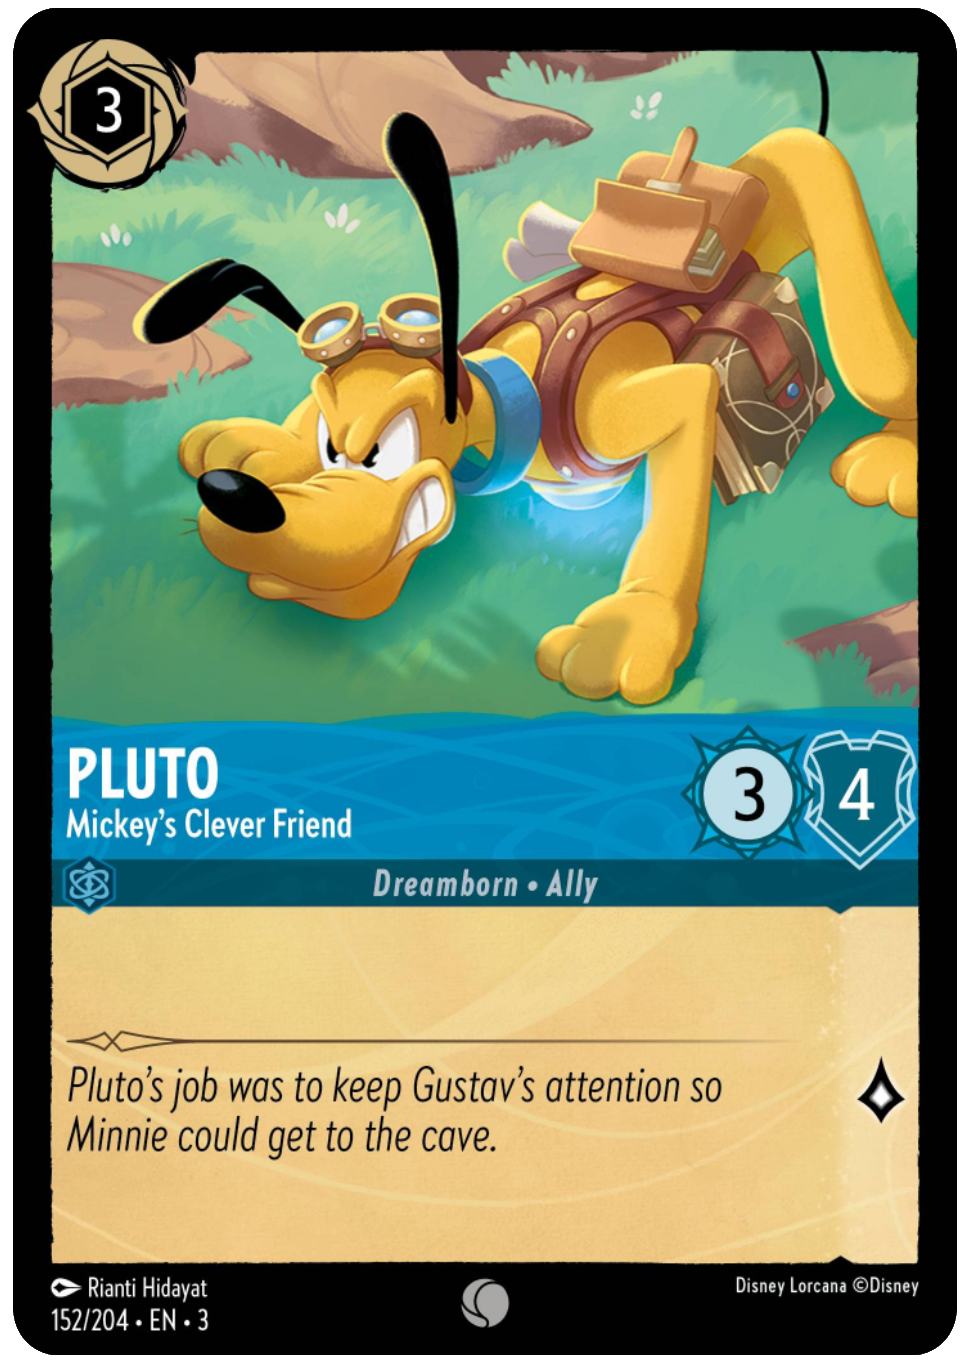 3
PLUTO
Mickey's Clever Friend
3
4
Dreamborn • Ally
Pluto's job was to keep Gustav's attention so
Minnie could get to the cave.
Rianti Hidayat
Disney Lorcana ©Disney
152/204 • EN • 3